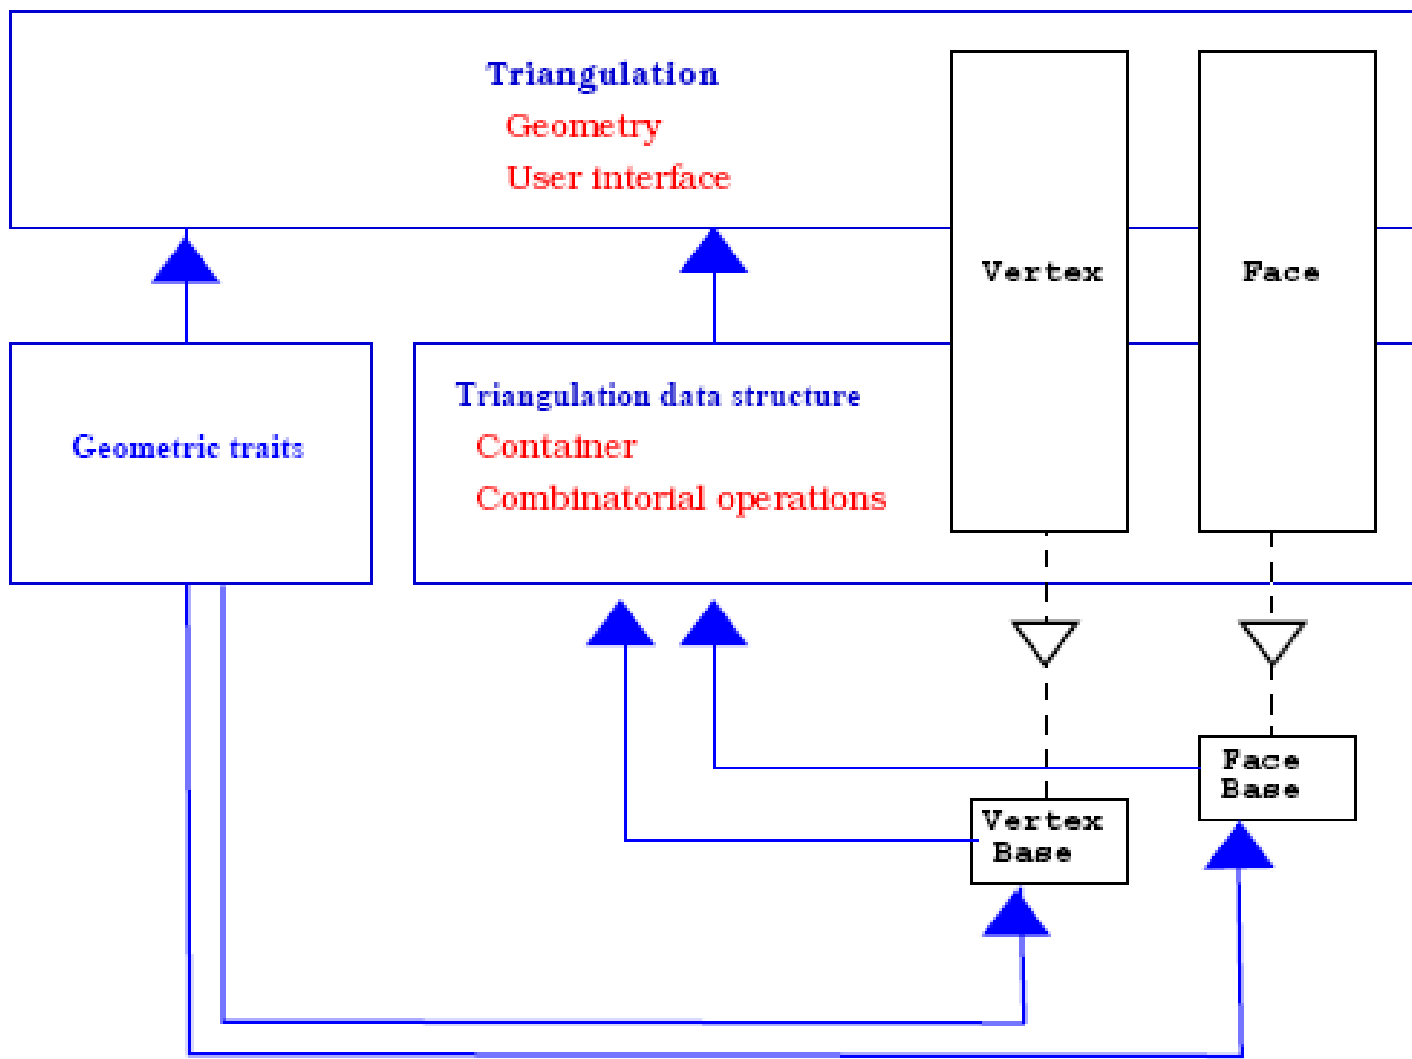 Triangulation
Geometry
User interface
Vertex
Face
Triangulation data structure
Geometric traits
Container
Combinatorial operations
Face
Base
Vertex
Base